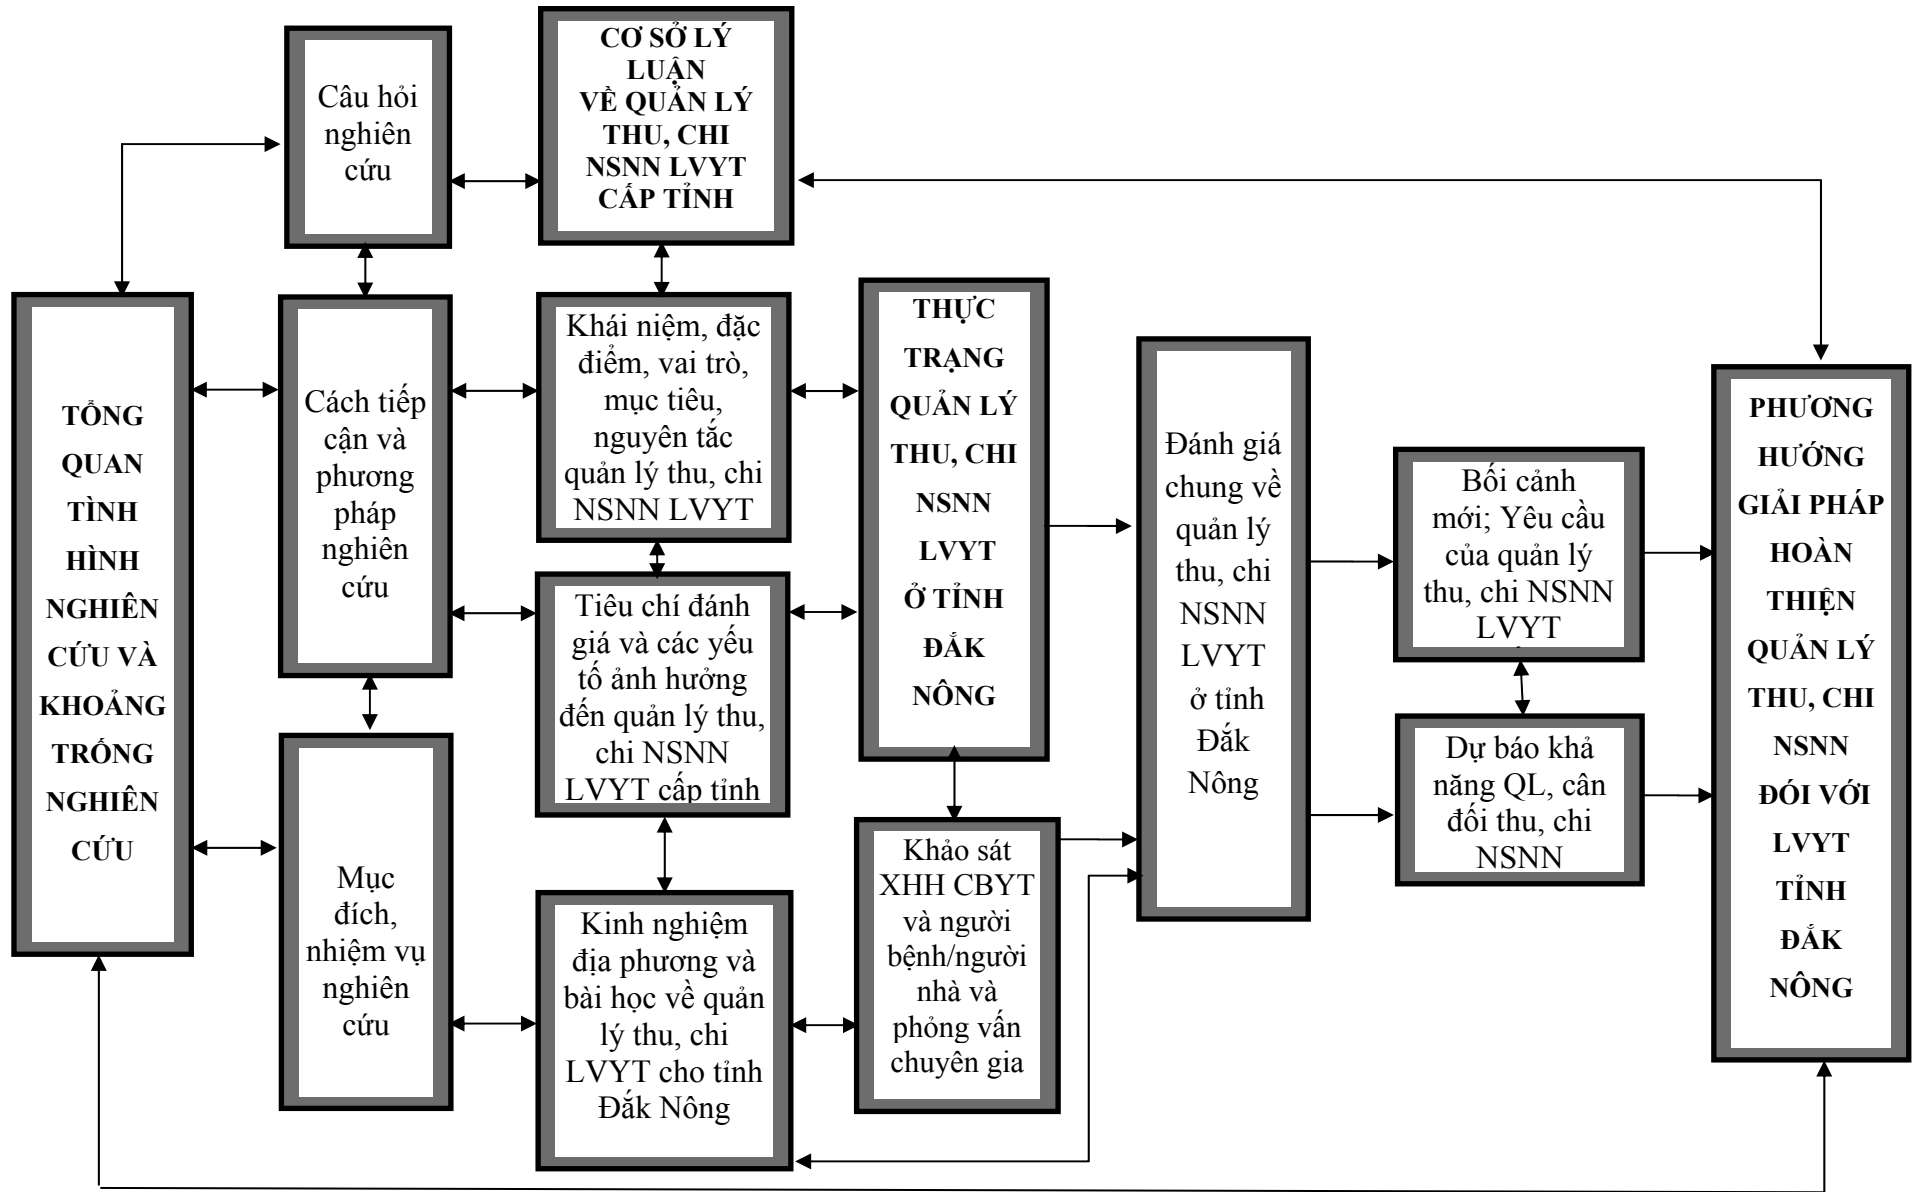 Câu hỏi
nghiên
cứu
CƠ SỞ LÝ
LUẬN
VỀ QUẢN LÝ
THU, CHI
NSNN LVYT
CẤP TỈNH
TỔNG
QUAN
TÌNH
HÌNH
NGHIÊN
CỨU VÀ
KHOẢNG
TRỐNG
NGHIÊN
CỨU
Cách tiếp
cận và
phương
pháp
nghiên
cứu
Mục
đích,
nhiệm vụ
nghiên
cứu
Khái niệm, đặc
điểm, vai trò,
mục tiêu,
nguyên tắc
quản lý thu, chi
NSNN LVYT
Tiêu chí đánh
giá và các yếu
tố ảnh hưởng
đến quản lý thu,
chi NSNN
LVYT cấp tỉnh
Kinh nghiệm
địa phương và
bài học về quản
lý thu, chi
LVYT cho tỉnh
Đắk Nông
THỰC
TRẠNG
QUẢN LÝ
THU, CHI
NSNN
LVYT
Ở TỈNH
ĐẮK
NÔNG
Khảo sát
XHH CBYT
và người
bệnh/người
nhà và
phỏng vấn
chuyên gia
Đánh giá
chung về
quản lý
thu, chi
NSNN
LVYT
ở tỉnh
Đắk
Nông
Bối cảnh
mới; Yêu cầu
của quản lý
thu, chi NSNN
LVYT
Dự báo khả
năng QL, cân
đối thu, chi
NSNN
PHƯƠNG
HƯỚNG
GIẢI PHÁP
HOÀN
THIỆN
QUẢN LÝ
THU, CHI
NSNN
ĐÓI VỚI
LVYT
TỈNH
ĐẮK
NÔNG